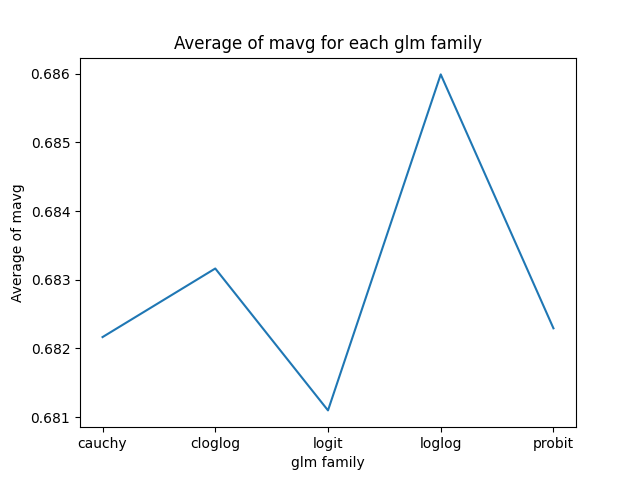 Average of mavg for each glm family
0.686
0.685
0.684
0.683
0.682
0.681
Average of mavg
cauchy cloglog logit loglog probit
glm family